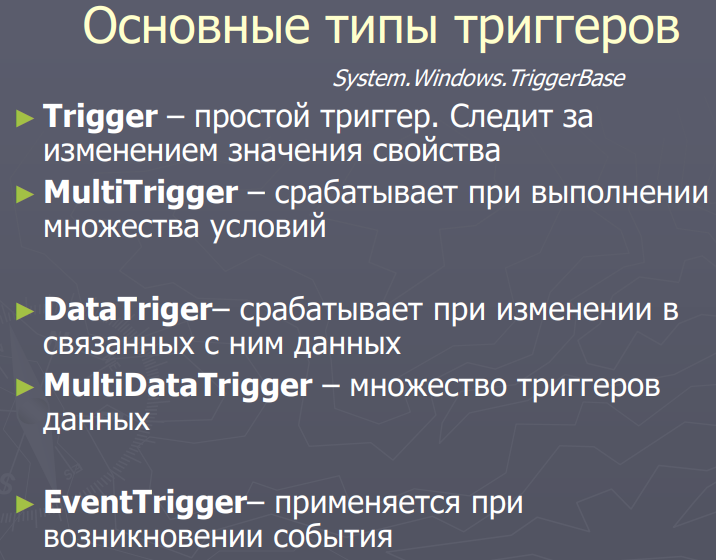 Основные типы триггеров
System.Windows.TriggerBase
► Trigger – простой триггер. Следит за
изменением значения свойства
► MultiTrigger – срабатывает при выполнении
множества условий
► DataTriger– срабатывает при изменении в
связанных с ним данных
► MultiDataTrigger – множество триггеров
данных
► EventTrigger– применяется при
возникновении события